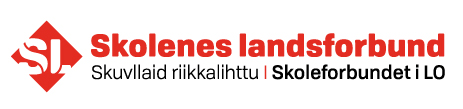 SL
Skolenes landsforbund
Skuvllaid riikkalihttu | Skoleforbundet i LO